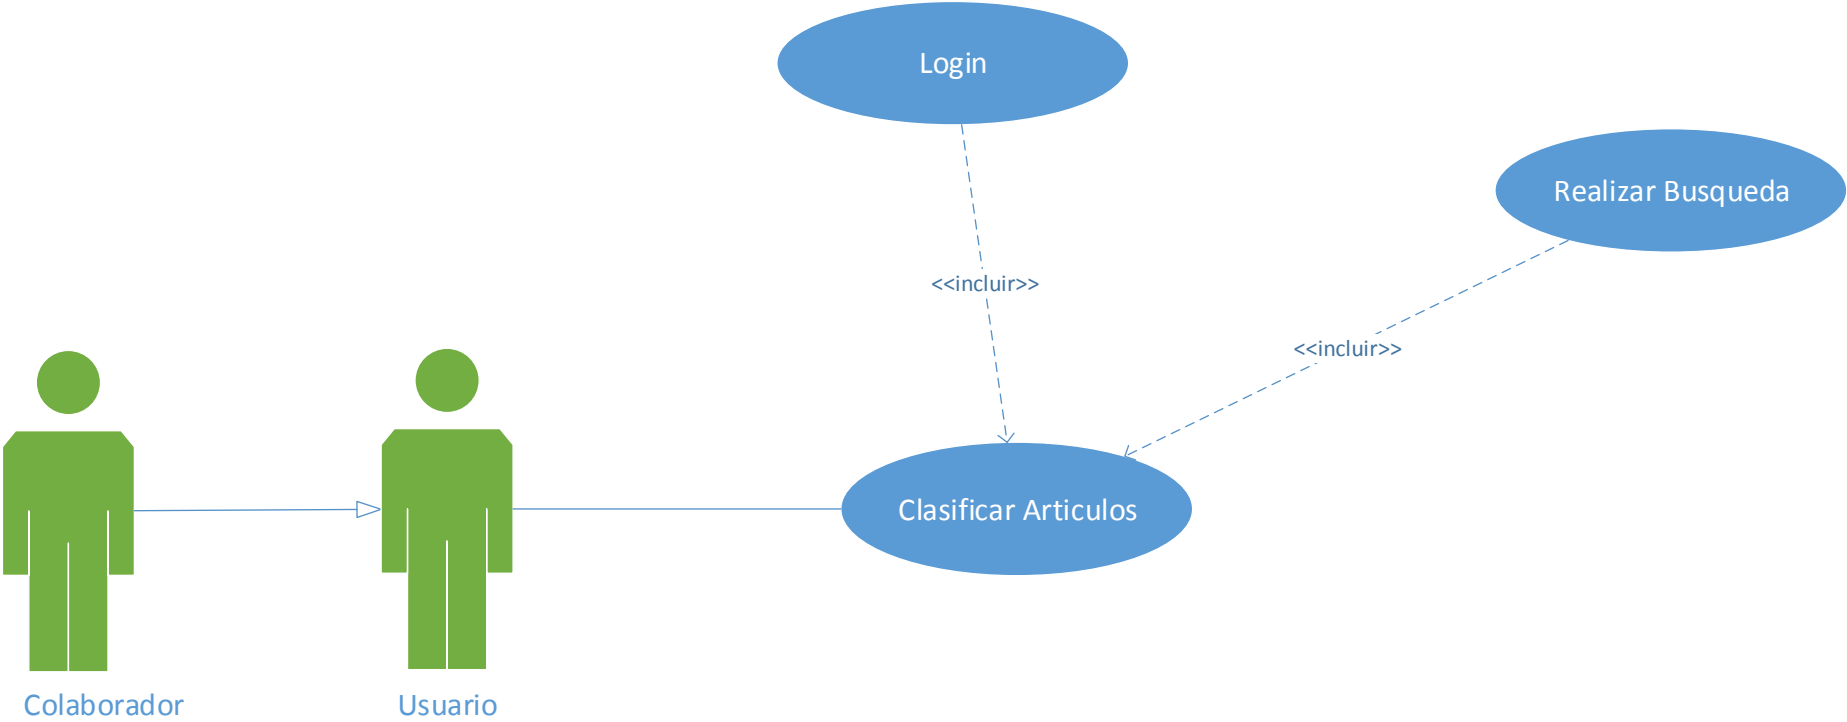 Login
Realizar Busqueda
<<incluir>>
<<incluir>>
Clasificar Articulos
Colaborador
Usuario